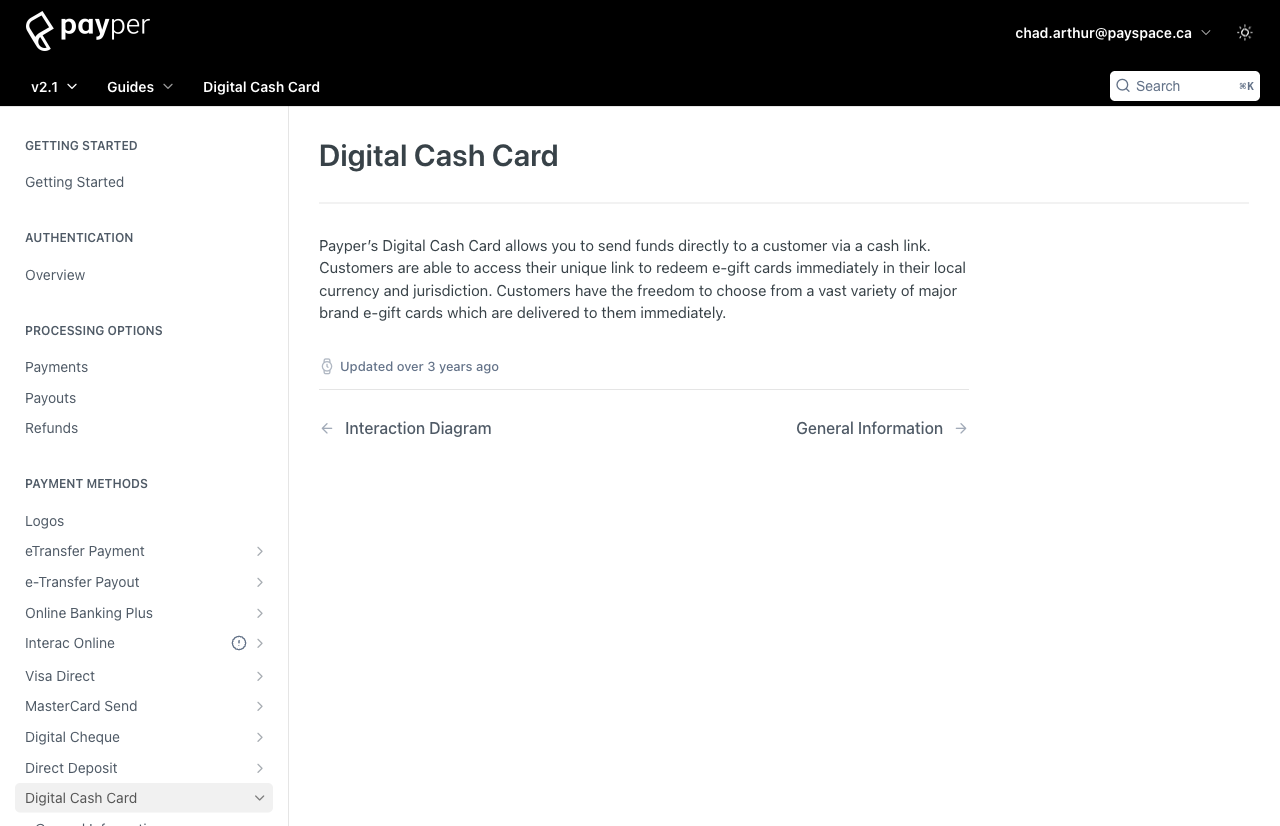 payper
chad.arthur@payspace.ca
v2.1
Guides
Digital Cash Card
Search
⌘K
GETTING STARTED
Getting Started
AUTHENTICATION
Overview
PROCESSING OPTIONS
Payments
Payouts
Refunds
PAYMENT METHODS
Logos
eTransfer Payment
e-Transfer Payout
Online Banking Plus
Interac Online
Visa Direct
MasterCard Send
Digital Cheque
Direct Deposit
Digital Cash Card
Digital Cash Card
Payper’s Digital Cash Card allows you to send funds directly to a customer via a cash link.
Customers are able to access their unique link to redeem e-gift cards immediately in their local
currency and jurisdiction. Customers have the freedom to choose from a vast variety of major
brand e-gift cards which are delivered to them immediately.
Updated over 3 years ago
Interaction Diagram
General Information